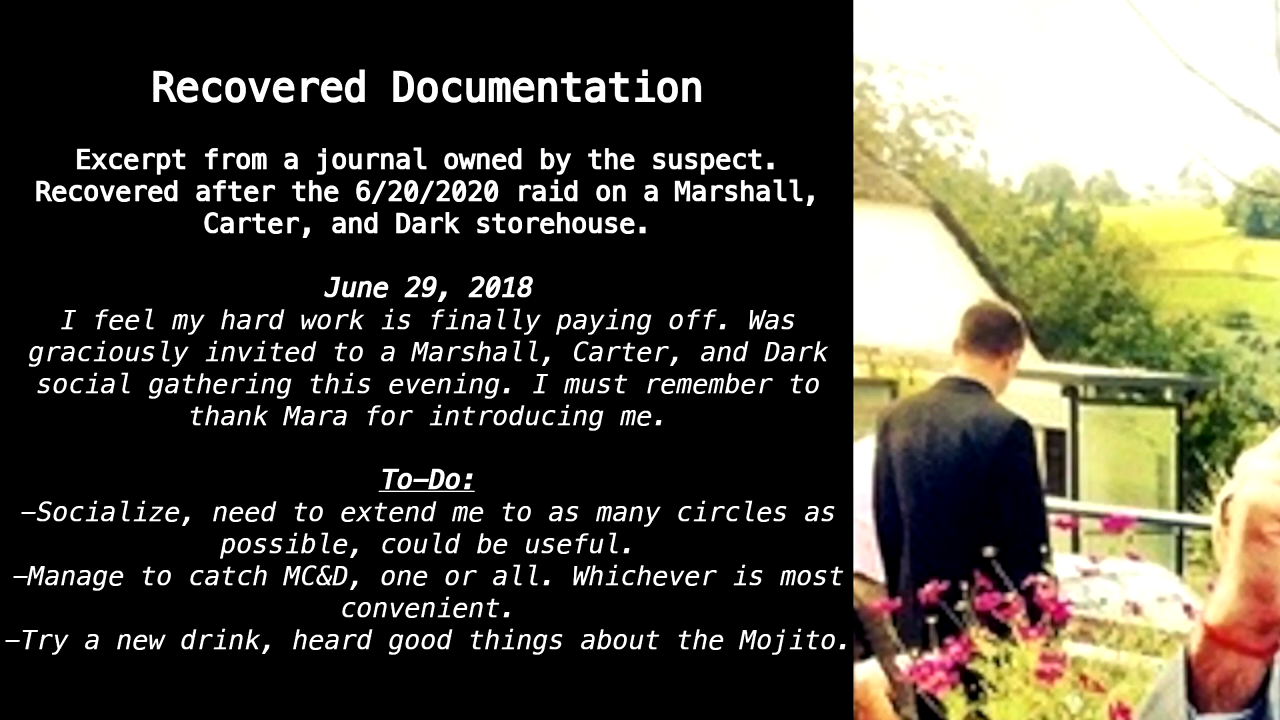 Recovered Documentation
Excerpt from a journal owned by the suspect.
Recovered after the 6/20/2020 raid on a Marshall,
Carter, and Dark storehouse.
June 29, 2018
I feel my hard work is finally paying off. Was
graciously invited to a Marshall, Carter, and Dark
social gathering this evening. I must remember to
thank Mara for introducing me.
To–Do:
–Socialize, need to extend me to as many circles as
possible, could be useful.
–Manage to catch MC&D, one or all. Whichever is most
convenient.
–Try a new drink, heard good things about the Mojito.